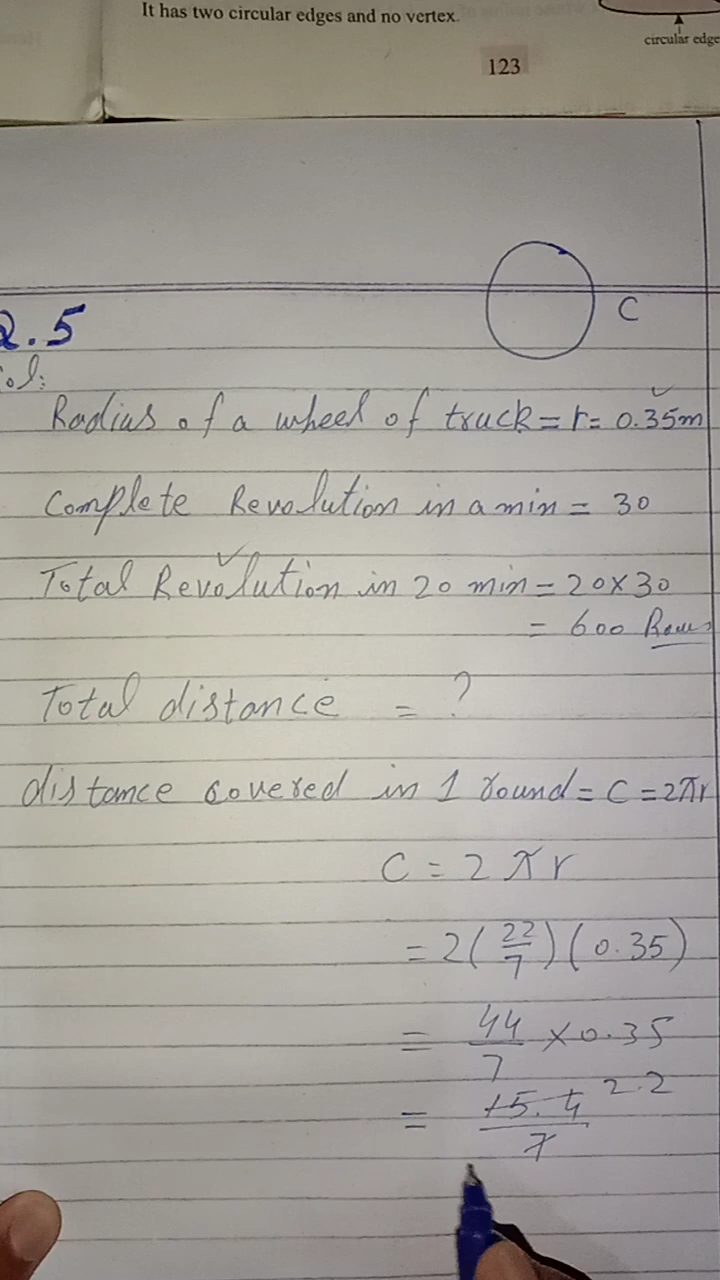 It has two circular edges and no vertex.
circular edge
123
C
Q.5
Sol:
Radius of a wheel of truck = r = 0.35m
Complete Revolution in a min = 30
Total Revolution in 20 min = 20 x 30
= 600
Total distance = ?
distance covered in 1 round = C = 2πr
C = 2πr
= 2(22/7)(0.35)
= 44/7 x 0.35
= 15.4/7 2.2